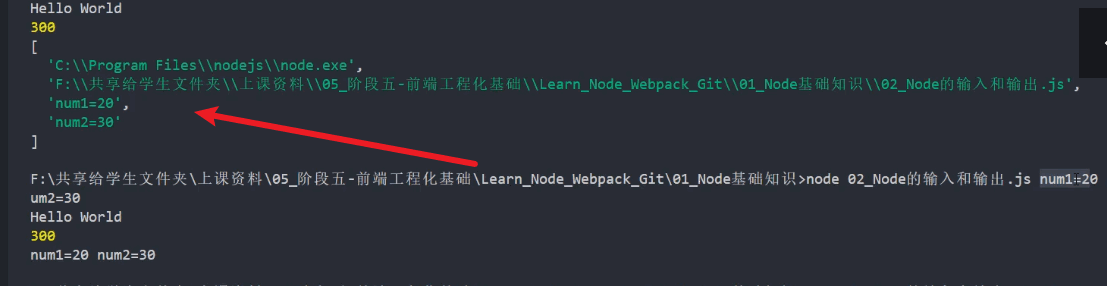 Hello World
300
[
  'C:\\Program Files\\nodejs\\node.exe',
  'F:\\共享给学生文件夹\\上课资料\\05_阶段五-前端工程化基础\\Learn_Node_Webpack_Git\\01_Node基础知识\\02_Node的输入和输出.js',
  'num1=20',
  'num2=30'
]
F:\共享给学生文件夹\上课资料\05_阶段五-前端工程化基础\Learn_Node_Webpack_Git\01_Node基础知识>node 02_Node的输入和输出.js num1=20
um2=30
Hello World
300
num1=20 num2=30